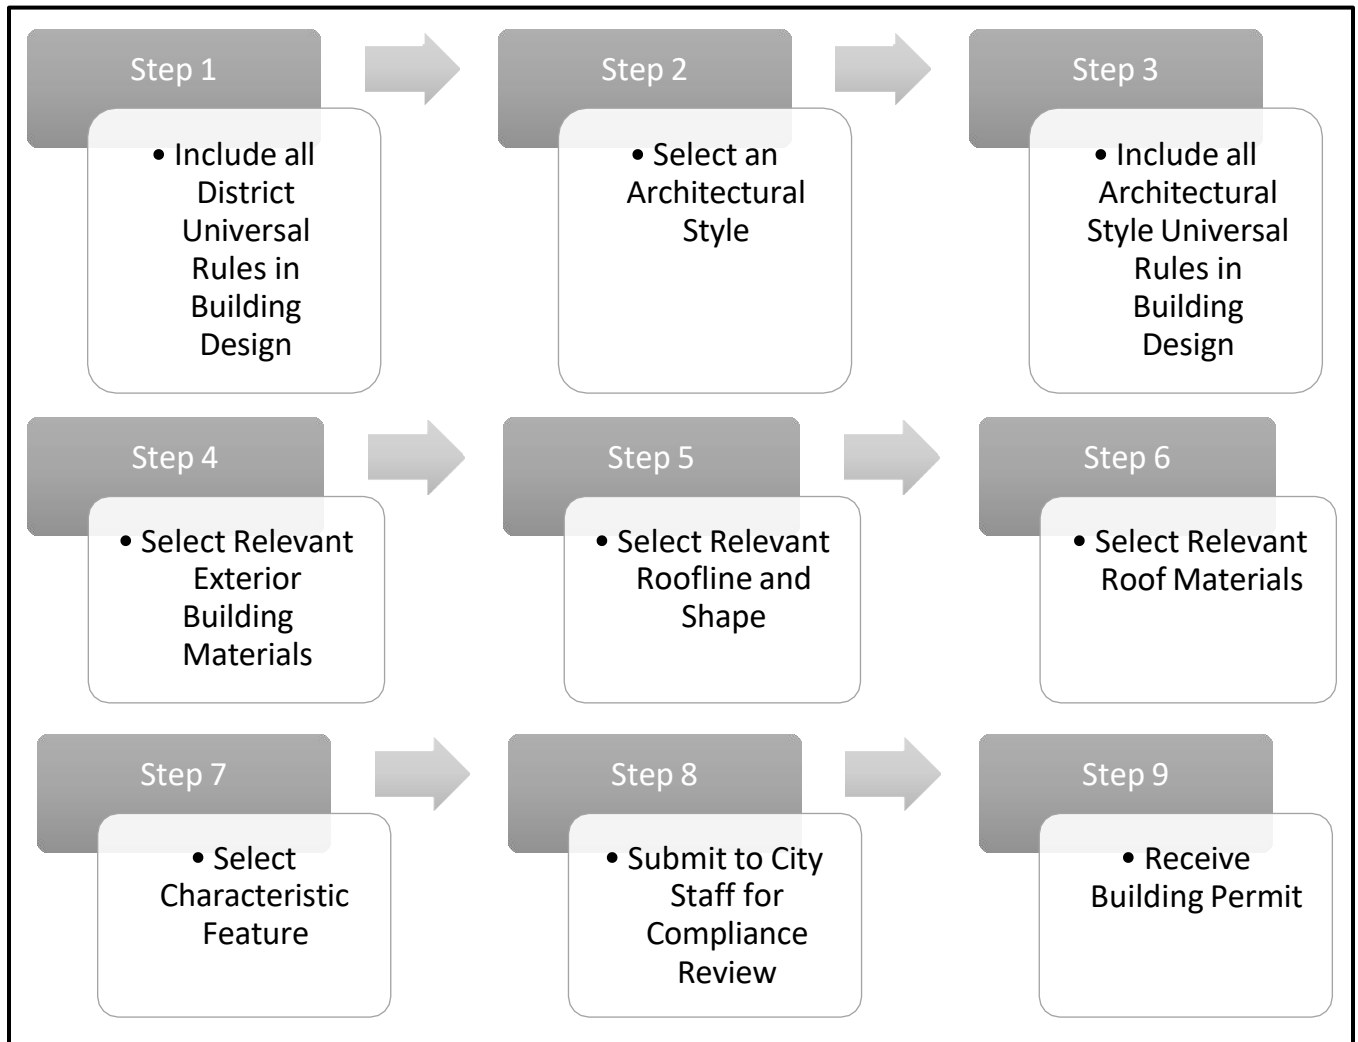 Step 1
• Include all
District
Universal
Rules in
Building
Design
Step 2
• Select an
Architectural
Style
Step 3
• Include all
Architectural
Style Universal
Rules in
Building
Design
Step 4
• Select Relevant
Exterior
Building
Materials
Step 5
• Select Relevant
Roofline and
Shape
Step 6
• Select Relevant
Roof Materials
Step 7
• Select
Characteristic
Feature
Step 8
• Submit to City
Staff for
Compliance
Review
Step 9
• Receive
Building Permit